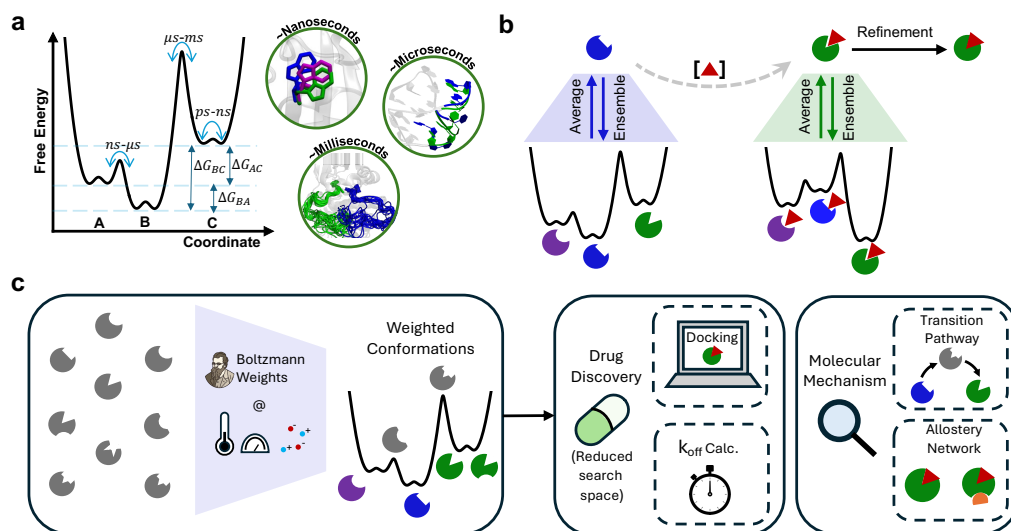 a
Free Energy
μs-ms
ns-μs
ps-ns
ΔG_BC
ΔG_AC
ΔG_BA
A
B
C
Coordinate
~Nanoseconds
~Microseconds
~Milliseconds
b
[ ]
Refinement
Average
Ensemble
Average
Ensemble
c
Boltzmann
Weights
@
- +
+ -
Weighted
Conformations
Drug
Discovery
(Reduced
search
space)
Docking
k_off Calc.
Molecular
Mechanism
Transition
Pathway
Allostery
Network